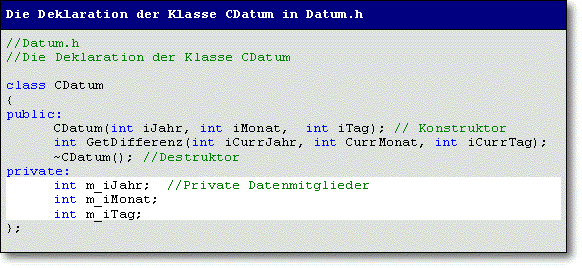 Die Deklaration der Klasse CDatum in Datum.h
//Datum.h
//Die Deklaration der Klasse CDatum
class CDatum
{
public:
CDatum(int iJahr, int iMonat, int iTag); // Konstruktor
int GetDifferenz(int iCurrJahr, int CurrMonat, int iCurrTag);
~CDatum(); //Destruktor
private:
int m_iJahr; //Private Datenmitglieder
int m_iMonat;
int m_iTag;
};